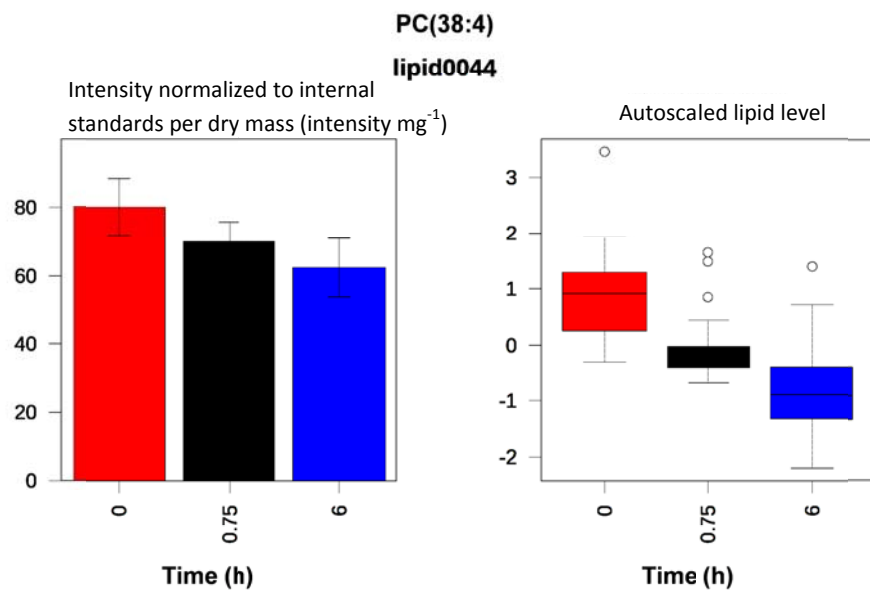 PC(38:4)
lipid0044
Intensity normalized to internal
standards per dry mass (intensity mg⁻¹)
80
60
40
20
0
0
0.75
6
Time (h)
Autoscaled lipid level
3
2
1
0
-1
-2
0
0.75
6
Time (h)